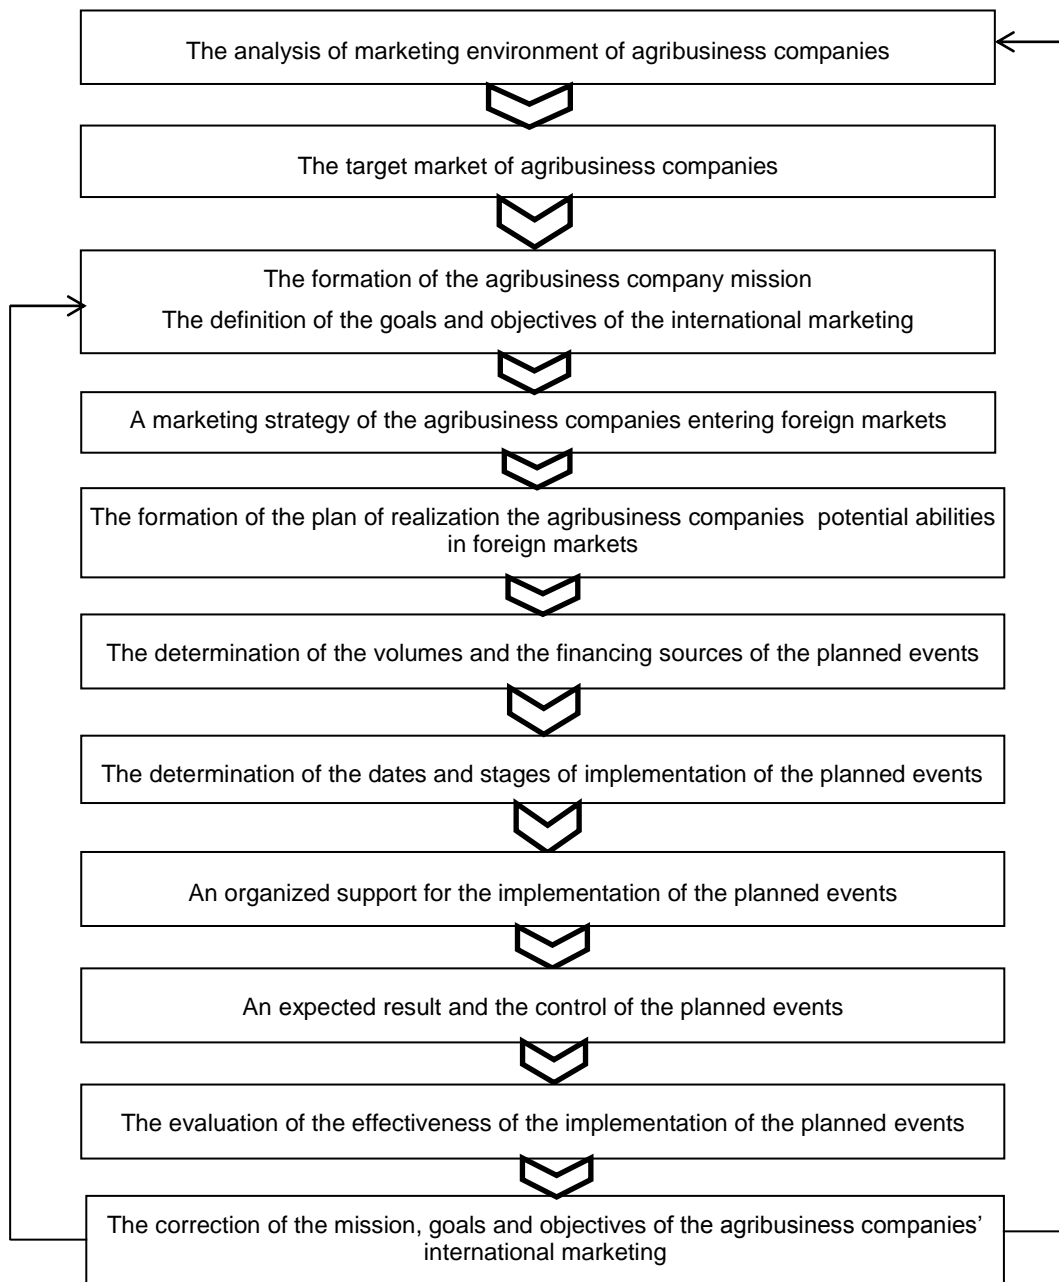 The analysis of marketing environment of agribusiness companies
The target market of agribusiness companies
The formation of the agribusiness company mission
The definition of the goals and objectives of the international marketing
A marketing strategy of the agribusiness companies entering foreign markets
The formation of the plan of realization the agribusiness companies potential abilities
in foreign markets
The determination of the volumes and the financing sources of the planned events
The determination of the dates and stages of implementation of the planned events
An organized support for the implementation of the planned events
An expected result and the control of the planned events
The evaluation of the effectiveness of the implementation of the planned events
The correction of the mission, goals and objectives of the agribusiness companies’
international marketing